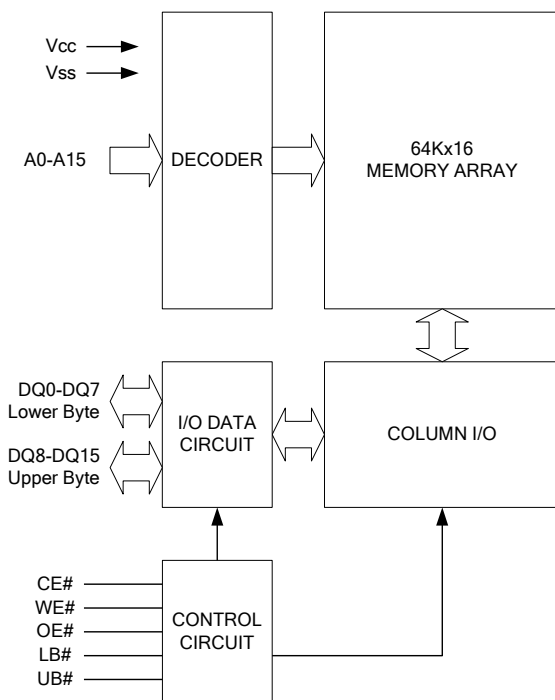 Vcc
Vss
A0-A15
DECODER
64Kx16
MEMORY ARRAY
DQ0-DQ7
Lower Byte
DQ8-DQ15
Upper Byte
I/O DATA
CIRCUIT
COLUMN I/O
CE#
WE#
OE#
LB#
UB#
CONTROL
CIRCUIT